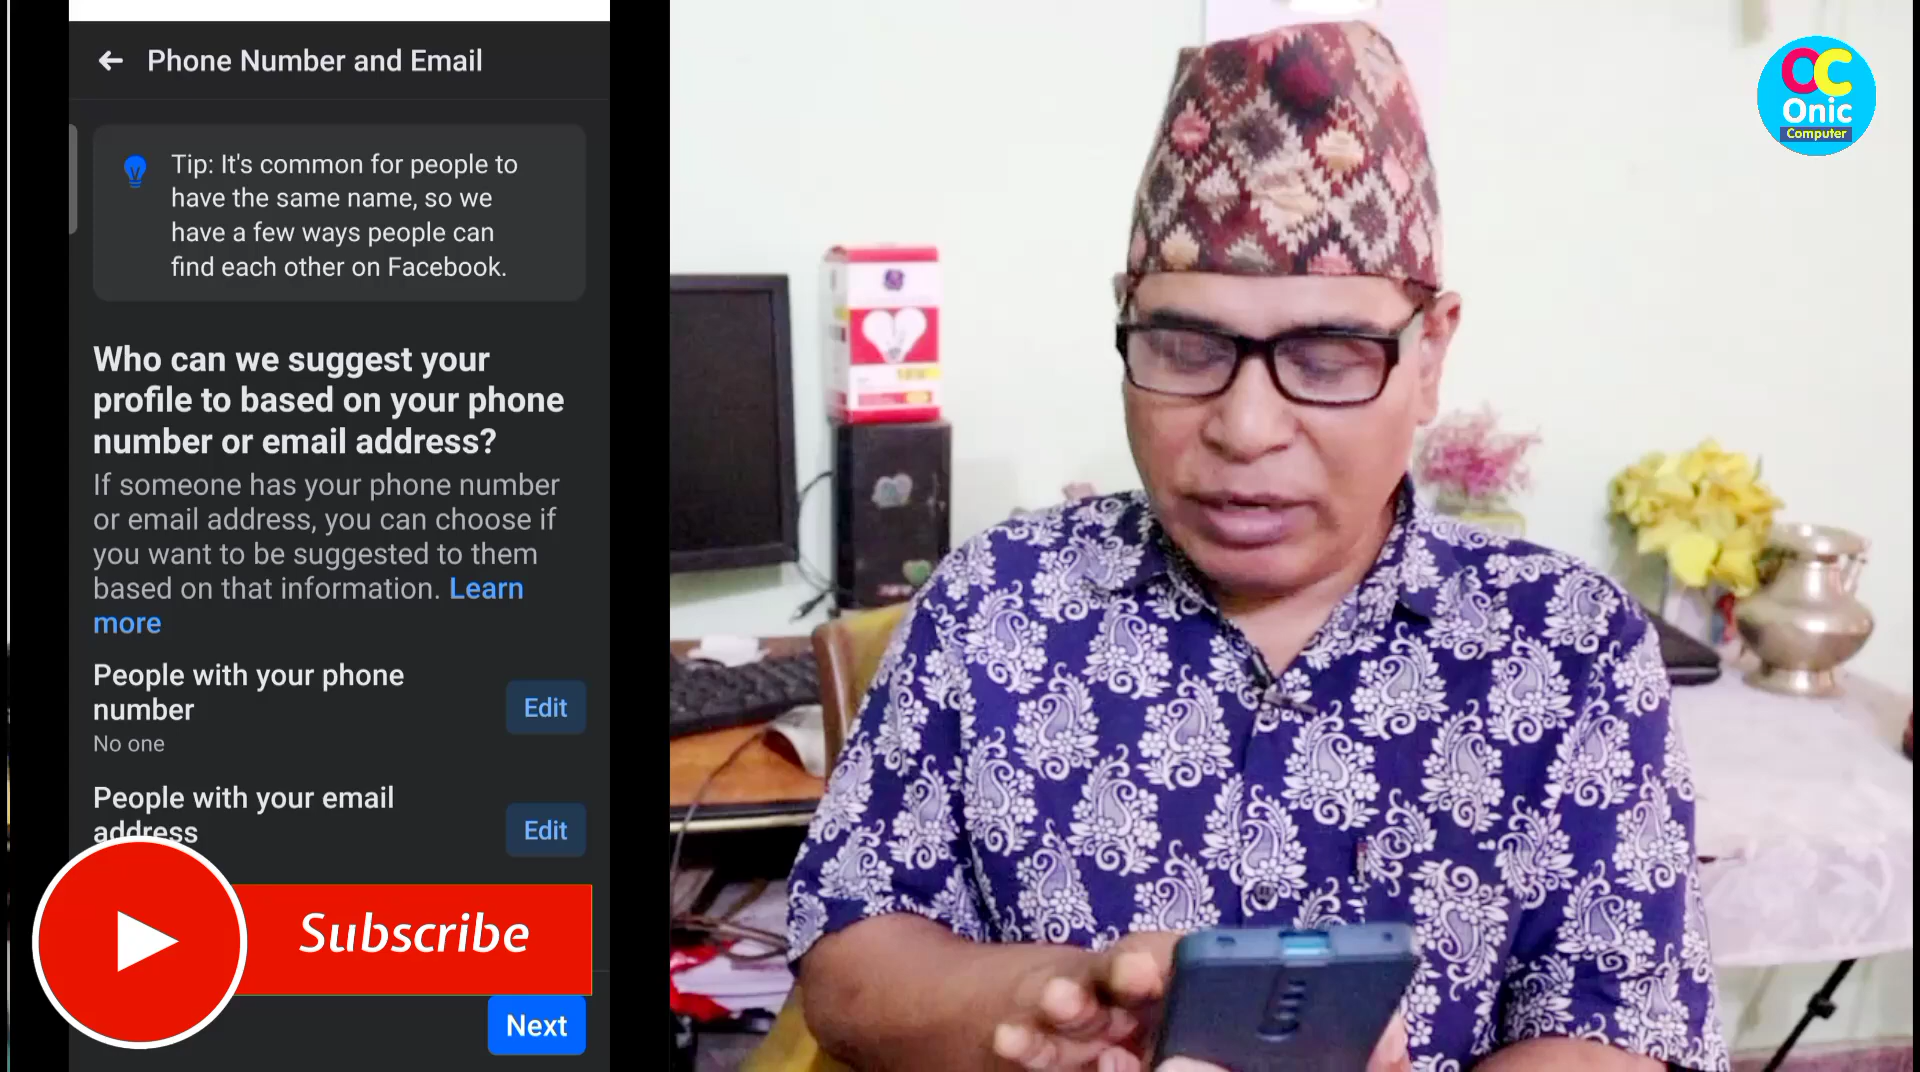 Phone Number and Email
Tip: It's common for people to
have the same name, so we
have a few ways people can
find each other on Facebook.
Who can we suggest your
profile to based on your phone
number or email address?
If someone has your phone number
or email address, you can choose if
you want to be suggested to them
based on that information. Learn
more
People with your phone
number
No one
Edit
People with your email
address
Edit
Subscribe
Next
OC
Onic
Computer